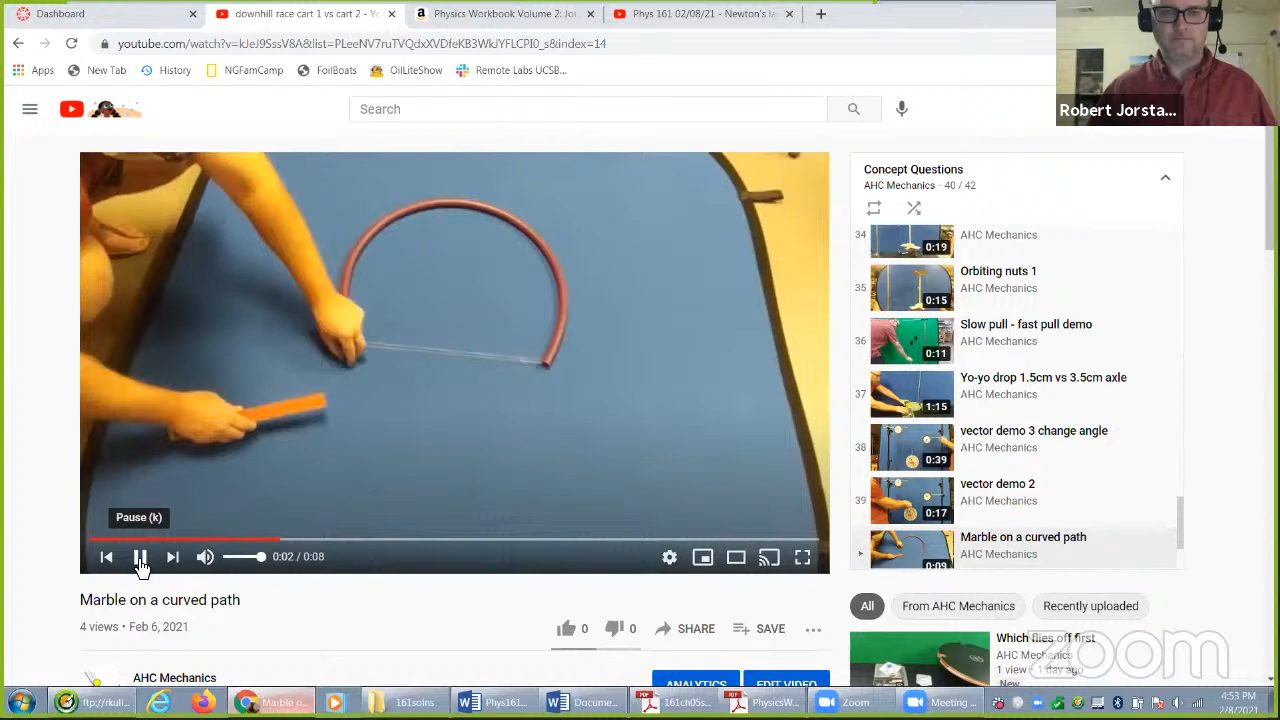 Dashboard
downhill race cart 1 vs cart 2 - Yo
Physics Workbook Volume 2: Jou
Phys161 02/08/21 - Newton's la
youtube.com/watch?v=
Apps
New Tab
History
NGFamCamp
FoilBoats
OilLiteShow
Remote Labs UCSB...
Robert Jorsta...
Search
Concept Questions
AHC Mechanics - 40 / 42
34
0:19
AHC Mechanics
35
0:15
Orbiting nuts 1
AHC Mechanics
36
0:11
Slow pull - fast pull demo
AHC Mechanics
37
1:15
Yo-yo drop 1.5cm vs 3.5cm axle
AHC Mechanics
38
0:39
vector demo 3 change angle
AHC Mechanics
39
0:17
vector demo 2
AHC Mechanics
0:09
Marble on a curved path
AHC Mechanics
Pause (k)
0:02 / 0:08
Marble on a curved path
4 views • Feb 6, 2021
0
0
SHARE
SAVE
All
From AHC Mechanics
Recently uploaded
Which flies off first
AHC Mechanics
1 view • 1 day ago
New
zoom
AHC Mechanics
ANALYTICS
EDIT VIDEO
ftp://rkuli...
Marble o...
161solns
Phys161...
Docume...
161ch05s...
PhysicsW...
Zoom
Meeting ...
4:53 PM
2/8/2021